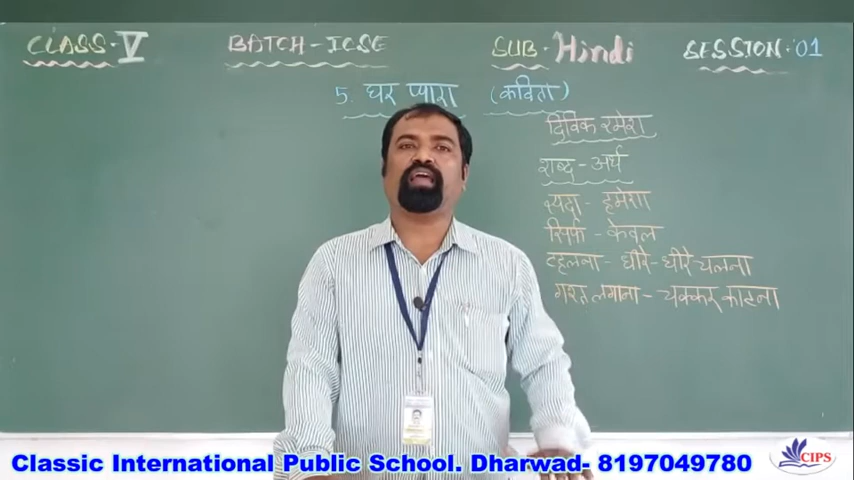 CLASS-V BATCH-ICSE SUB-Hindi SESSION:01
5. घर प्यारा (कविता)
दिविक रमेश
शब्द - अर्थ
सदा - हमेशा
सिर्फ - केवल
टहलना - धीरे-धीरे चलना
गश्त लगाना - चक्कर काटना
Classic International Public School. Dharwad- 8197049780
CIPS